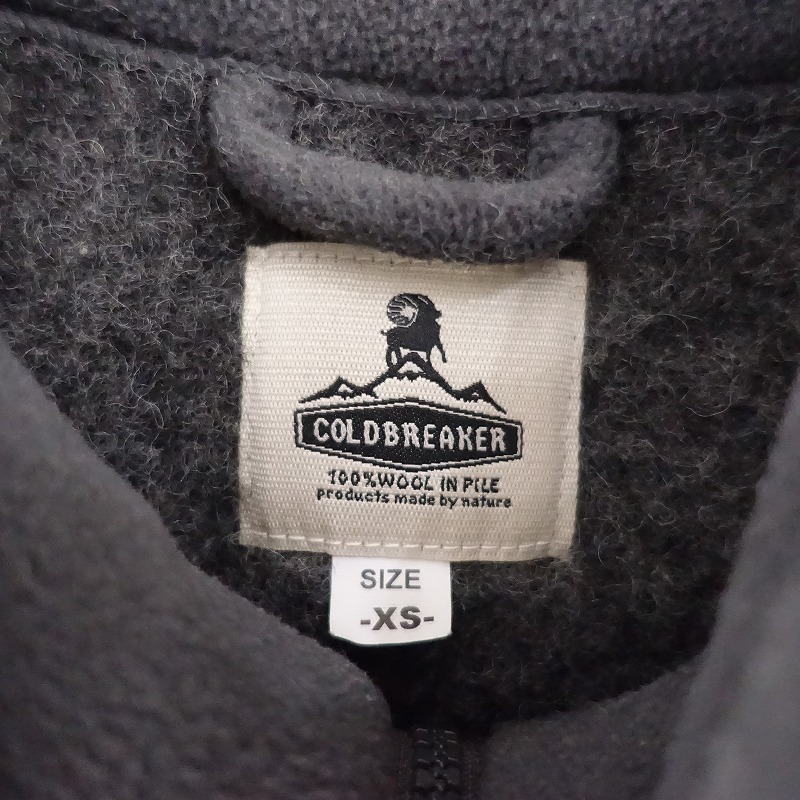 COLDBREAKER
100%WOOL IN PILE
products made by nature
SIZE
-XS-